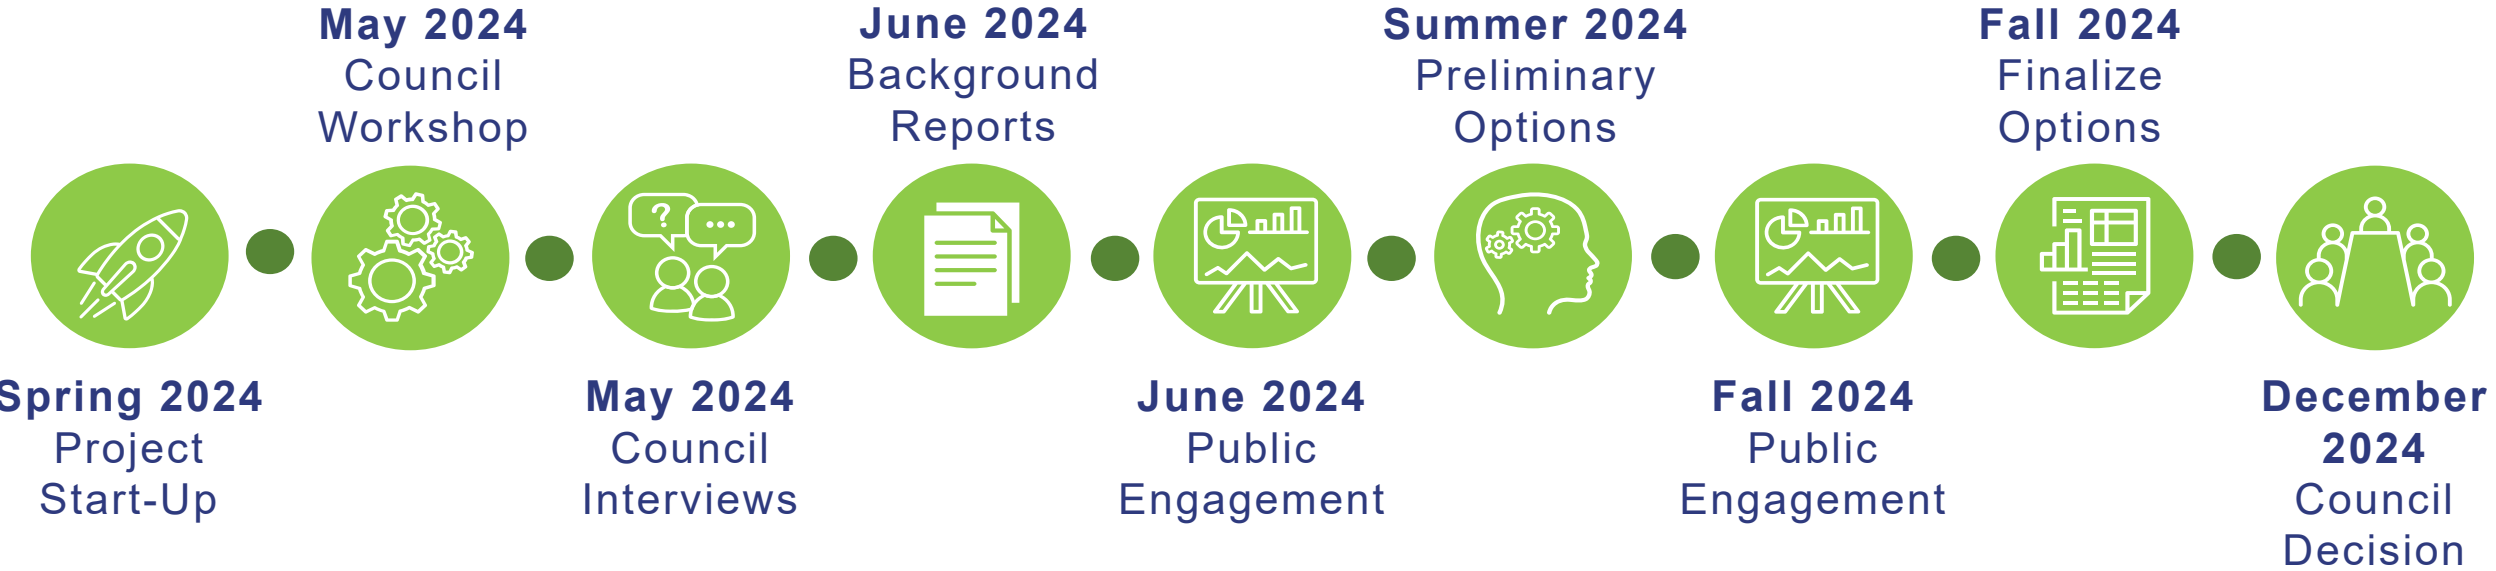 May 2024
Council
Workshop
June 2024
Background
Reports
Summer 2024
Preliminary
Options
Fall 2024
Finalize
Options
?
Spring 2024
Project
Start-Up
May 2024
Council
Interviews
June 2024
Public
Engagement
Fall 2024
Public
Engagement
December
2024
Council
Decision